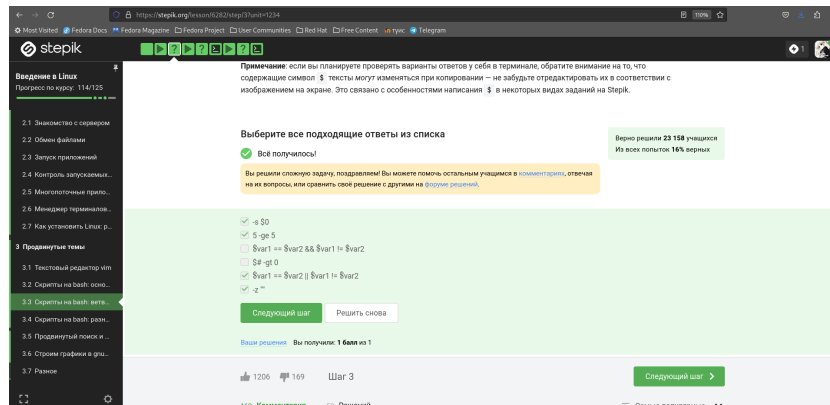 https://stepik.org/lesson/6282/step/3?unit=1234
110%
Most Visited Fedora Docs Fedora Magazine Fedora Project User Communities Red Hat Free Content туис Telegram
stepik
1
Введение в Linux
Прогресс по курсу: 114/125
2.1 Знакомство с сервером
2.2 Обмен файлами
2.3 Запуск приложений
2.4 Контроль запускаемых...
2.5 Многопоточные прило...
2.6 Менеджер терминалов...
2.7 Как установить Linux: р...
3 Продвинутые темы
3.1 Текстовый редактор vim
3.2 Скрипты на bash: осно...
3.3 Скрипты на bash: ветв...
3.4 Скрипты на bash: разн...
3.5 Продвинутый поиск и ...
3.6 Строим графики в gnu...
3.7 Разное
Примечание: если вы планируете проверять варианты ответов у себя в терминале, обратите внимание на то, что
содержащие символ $ тексты могут изменяться при копировании — не забудьте отредактировать их в соответствии с
изображением на экране. Это связано с особенностями написания $ в некоторых видах заданий на Stepik.
Выберите все подходящие ответы из списка
Всё получилось!
Верно решили 23 158 учащихся
Из всех попыток 16% верных
Вы решили сложную задачу, поздравляем! Вы можете помочь остальным учащимся в комментариях, отвечая
на их вопросы, или сравнить своё решение с другими на форуме решений.
-s $0
5 -ge 5
$var1 == $var2 && $var1 != $var2
$# -gt 0
$var1 == $var2 || $var1 != $var2
-z ""
Следующий шаг Решить снова
Ваши решения Вы получили: 1 балл из 1
1206 169 Шаг 3 Следующий шаг